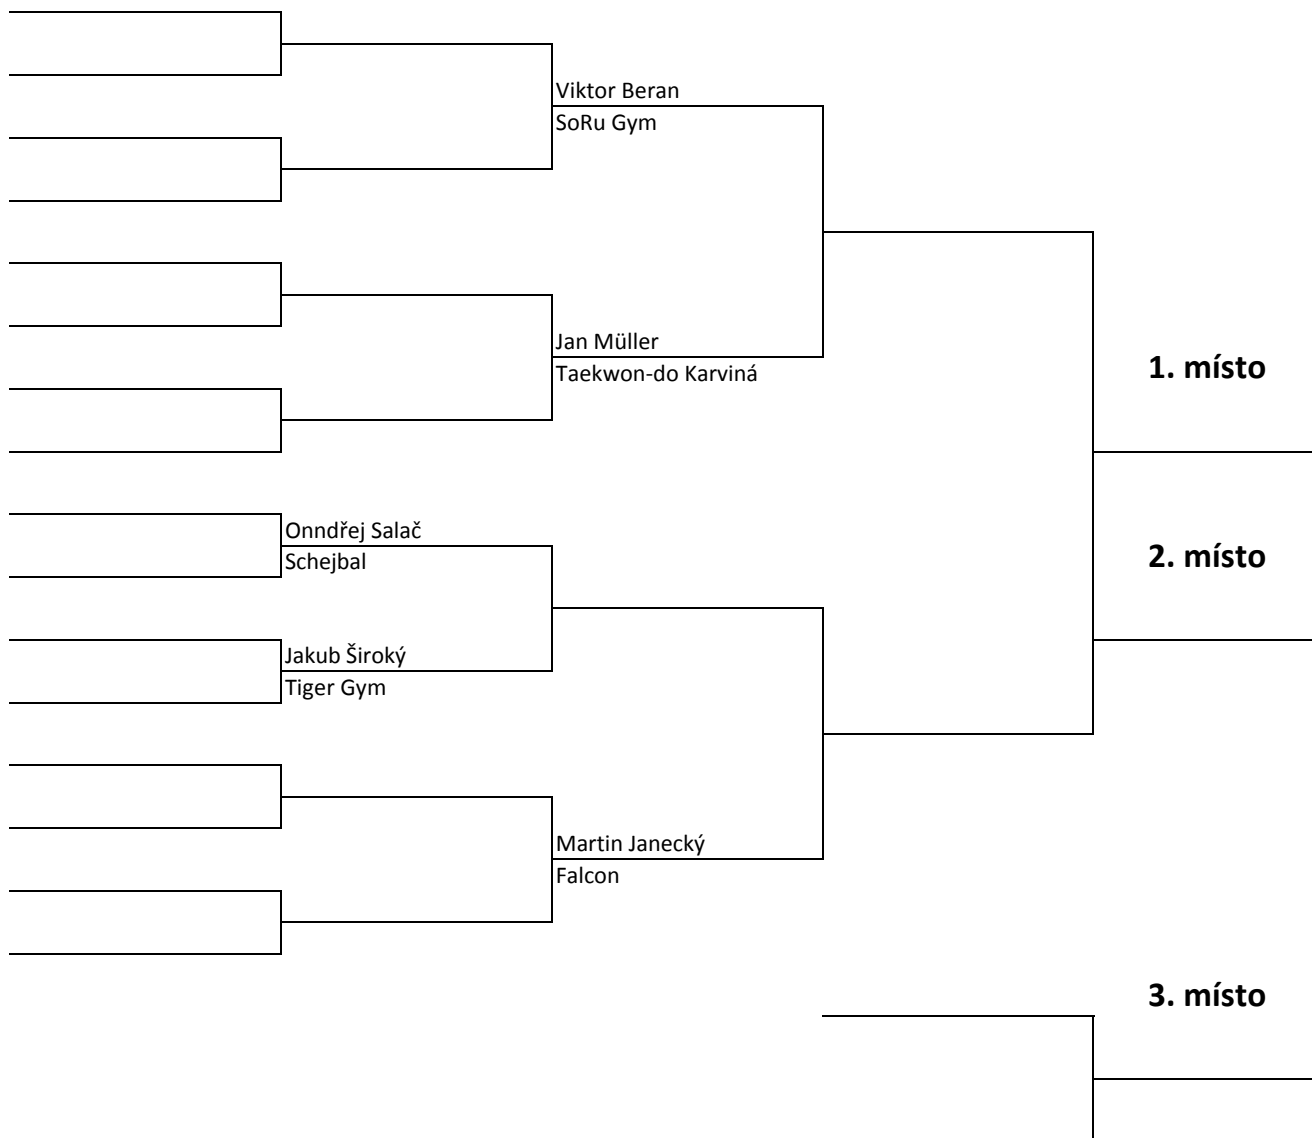 Viktor Beran
SoRu Gym
Jan Müller
Taekwon-do Karviná
1. místo
Onndřej Salač
Schejbal
2. místo
Jakub Široký
Tiger Gym
Martin Janecký
Falcon
3. místo